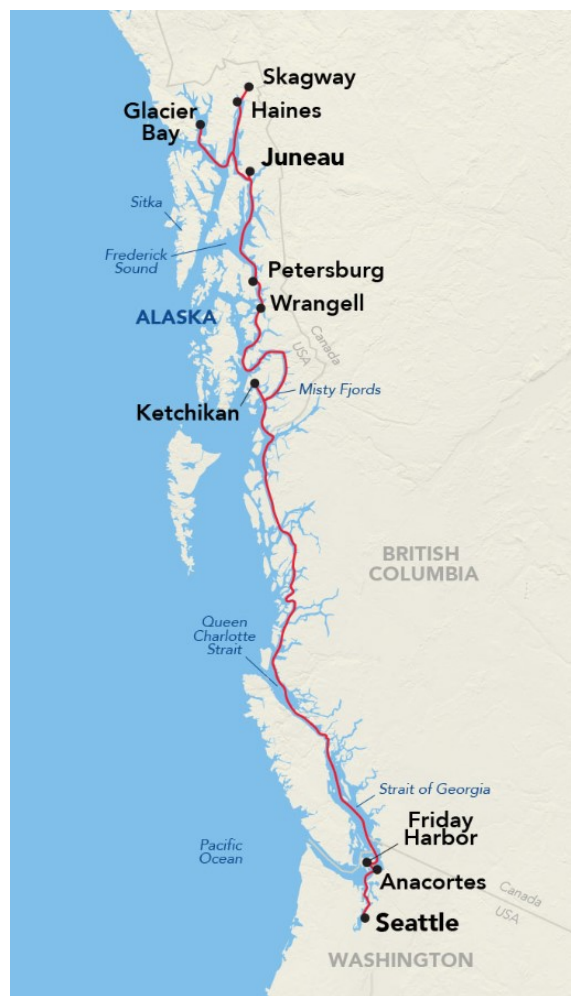 Skagway
Haines
Glacier
Bay
Juneau
Sitka
Frederick
Sound
Petersburg
Wrangell
ALASKA
Canada
USA
Misty Fjords
Ketchikan
BRITISH
COLUMBIA
Queen
Charlotte
Strait
Strait of Georgia
Friday
Harbor
Pacific
Ocean
Anacortes
Canada
USA
Seattle
WASHINGTON